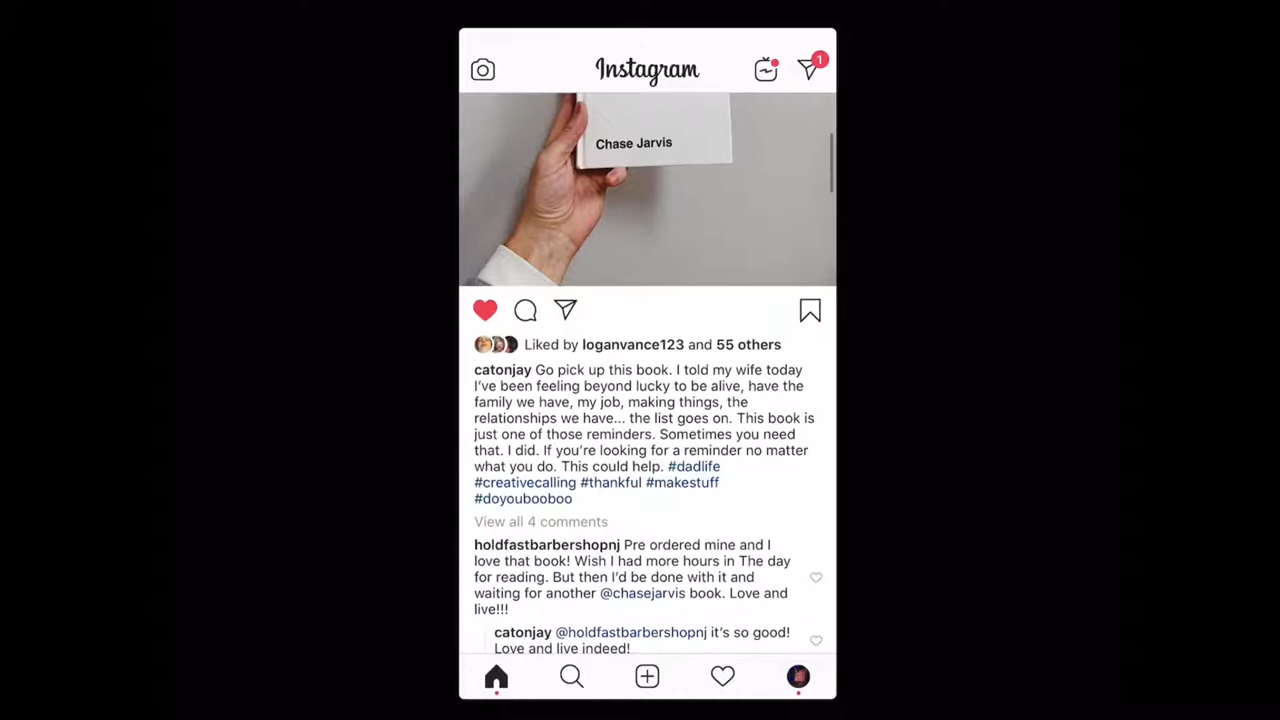 Instagram
1
Chase Jarvis
Liked by loganvance123 and 55 others
catonjay Go pick up this book. I told my wife today
I've been feeling beyond lucky to be alive, have the
family we have, my job, making things, the
relationships we have... the list goes on. This book is
just one of those reminders. Sometimes you need
that. I did. If you're looking for a reminder no matter
what you do. This could help. #dadlife
#creativecalling #thankful #makestuff
#doyoubooboo
View all 4 comments
holdfastbarbershopnj Pre ordered mine and I
love that book! Wish I had more hours in The day
for reading. But then I'd be done with it and
waiting for another @chasejarvis book. Love and
live!!!
catonjay @holdfastbarbershopnj it's so good!
Love and live indeed!